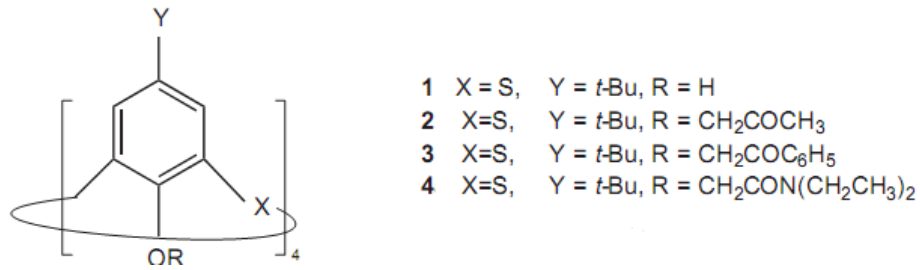 Y
X
OR
4
1 X = S, Y = t-Bu, R = H
2 X=S, Y = t-Bu, R = CH₂COCH₃
3 X=S, Y = t-Bu, R = CH₂COC₆H₅
4 X=S, Y = t-Bu, R = CH₂CON(CH₂CH₃)₂